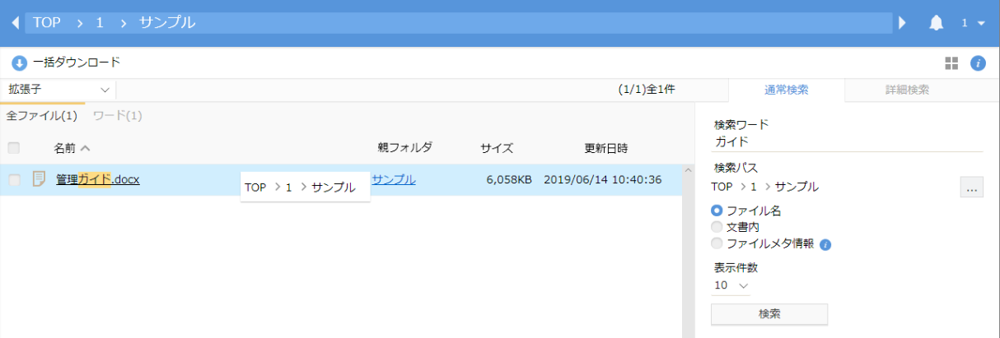 TOP > 1 > サンプル
1
一括ダウンロード
拡張子
(1/1)全1件
通常検索
詳細検索
全ファイル(1) ワード(1)
名前
親フォルダ
サイズ
更新日時
管理ガイド.docx
TOP > 1 > サンプル
サンプル
6,058KB
2019/06/14 10:40:36
検索ワード
ガイド
検索パス
TOP > 1 > サンプル
...
ファイル名
文書内
ファイルメタ情報 i
表示件数
10
検索